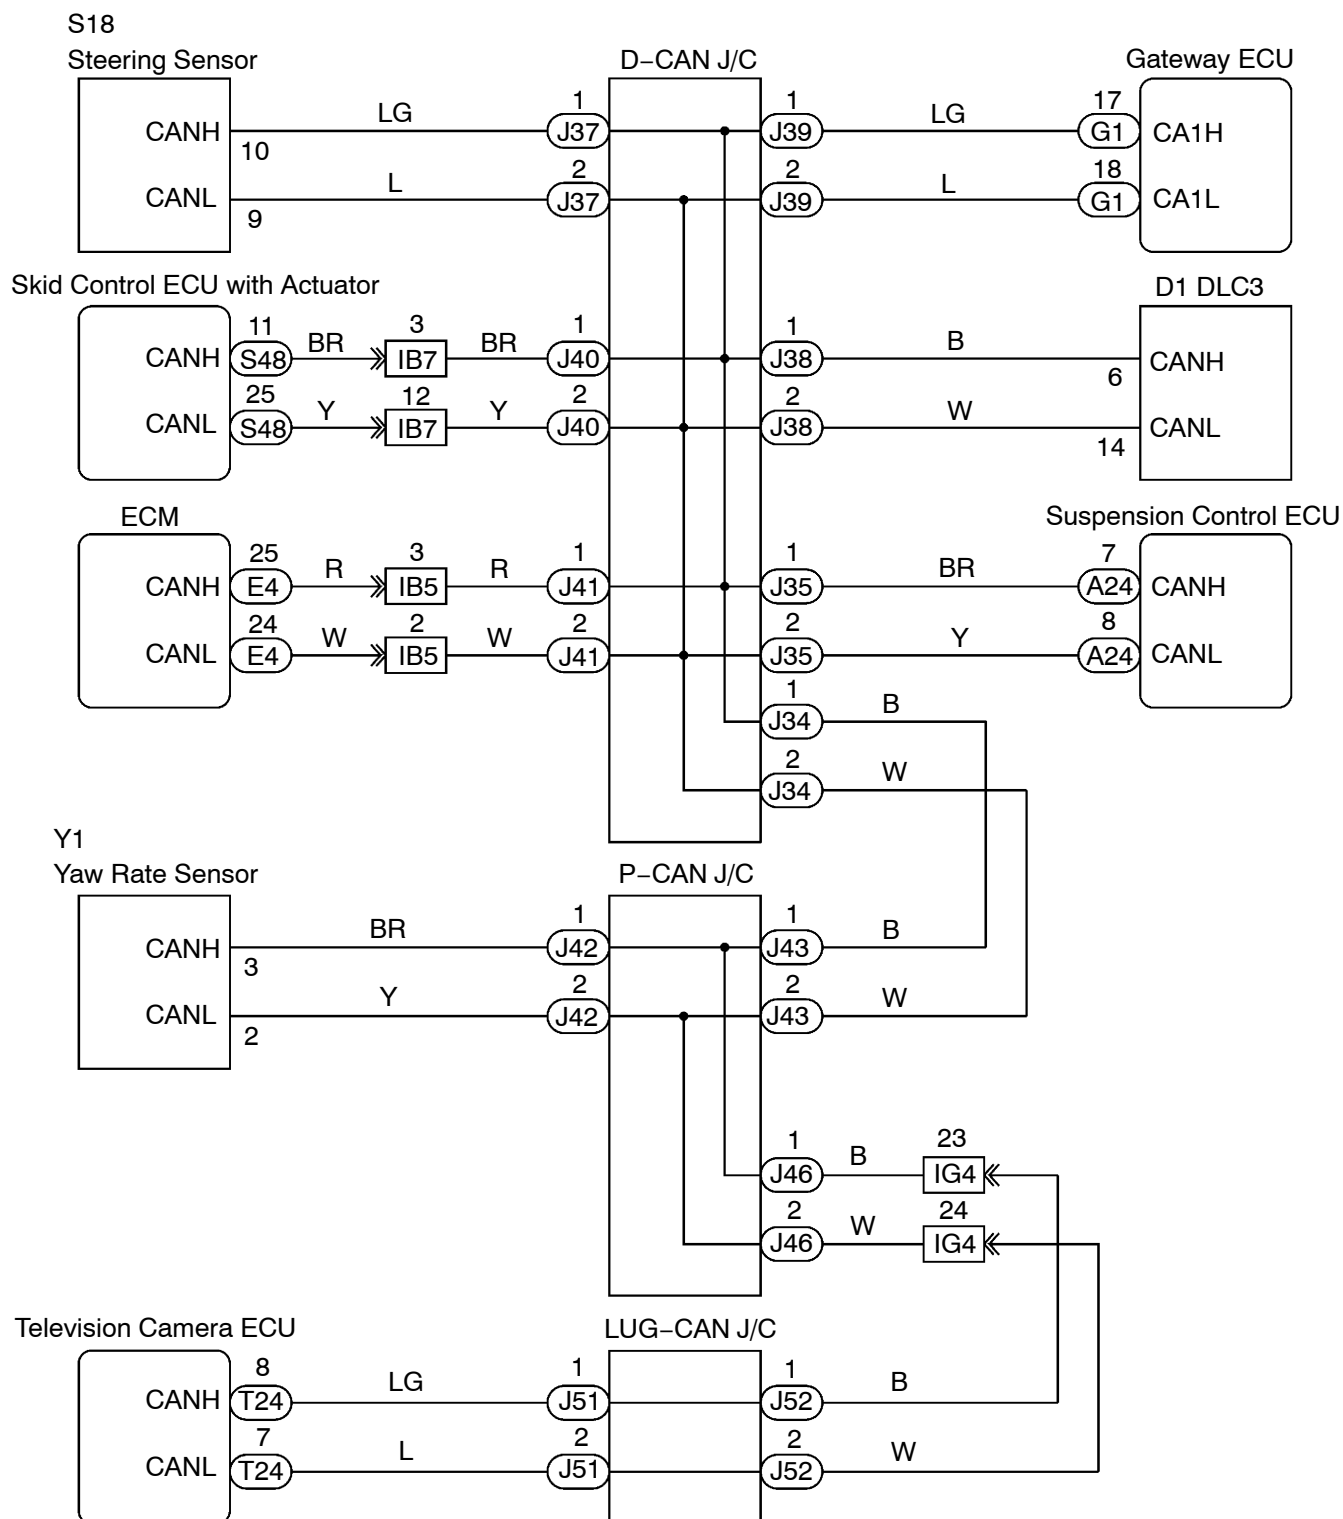 S18
Steering Sensor
D−CAN J/C
Gateway ECU
CANH
10
LG
1
J37
1
J39
LG
17
G1
CA1H
CANL
9
L
2
J37
2
J39
L
18
G1
CA1L
Skid Control ECU with Actuator
D1 DLC3
CANH
11
S48
BR
3
IB7
BR
1
J40
1
J38
B
6
CANH
CANL
25
S48
Y
12
IB7
Y
2
J40
2
J38
W
14
CANL
ECM
Suspension Control ECU
CANH
25
E4
R
3
IB5
R
1
J41
1
J35
BR
7
A24
CANH
CANL
24
E4
W
2
IB5
W
2
J41
2
J35
Y
8
A24
CANL
1
J34
B
2
J34
W
Y1
Yaw Rate Sensor
P−CAN J/C
CANH
3
BR
1
J42
1
J43
B
CANL
2
Y
2
J42
2
J43
W
1
J46
B
23
IG4
2
J46
W
24
IG4
Television Camera ECU
LUG−CAN J/C
CANH
8
T24
LG
1
J51
1
J52
B
CANL
7
T24
L
2
J51
2
J52
W